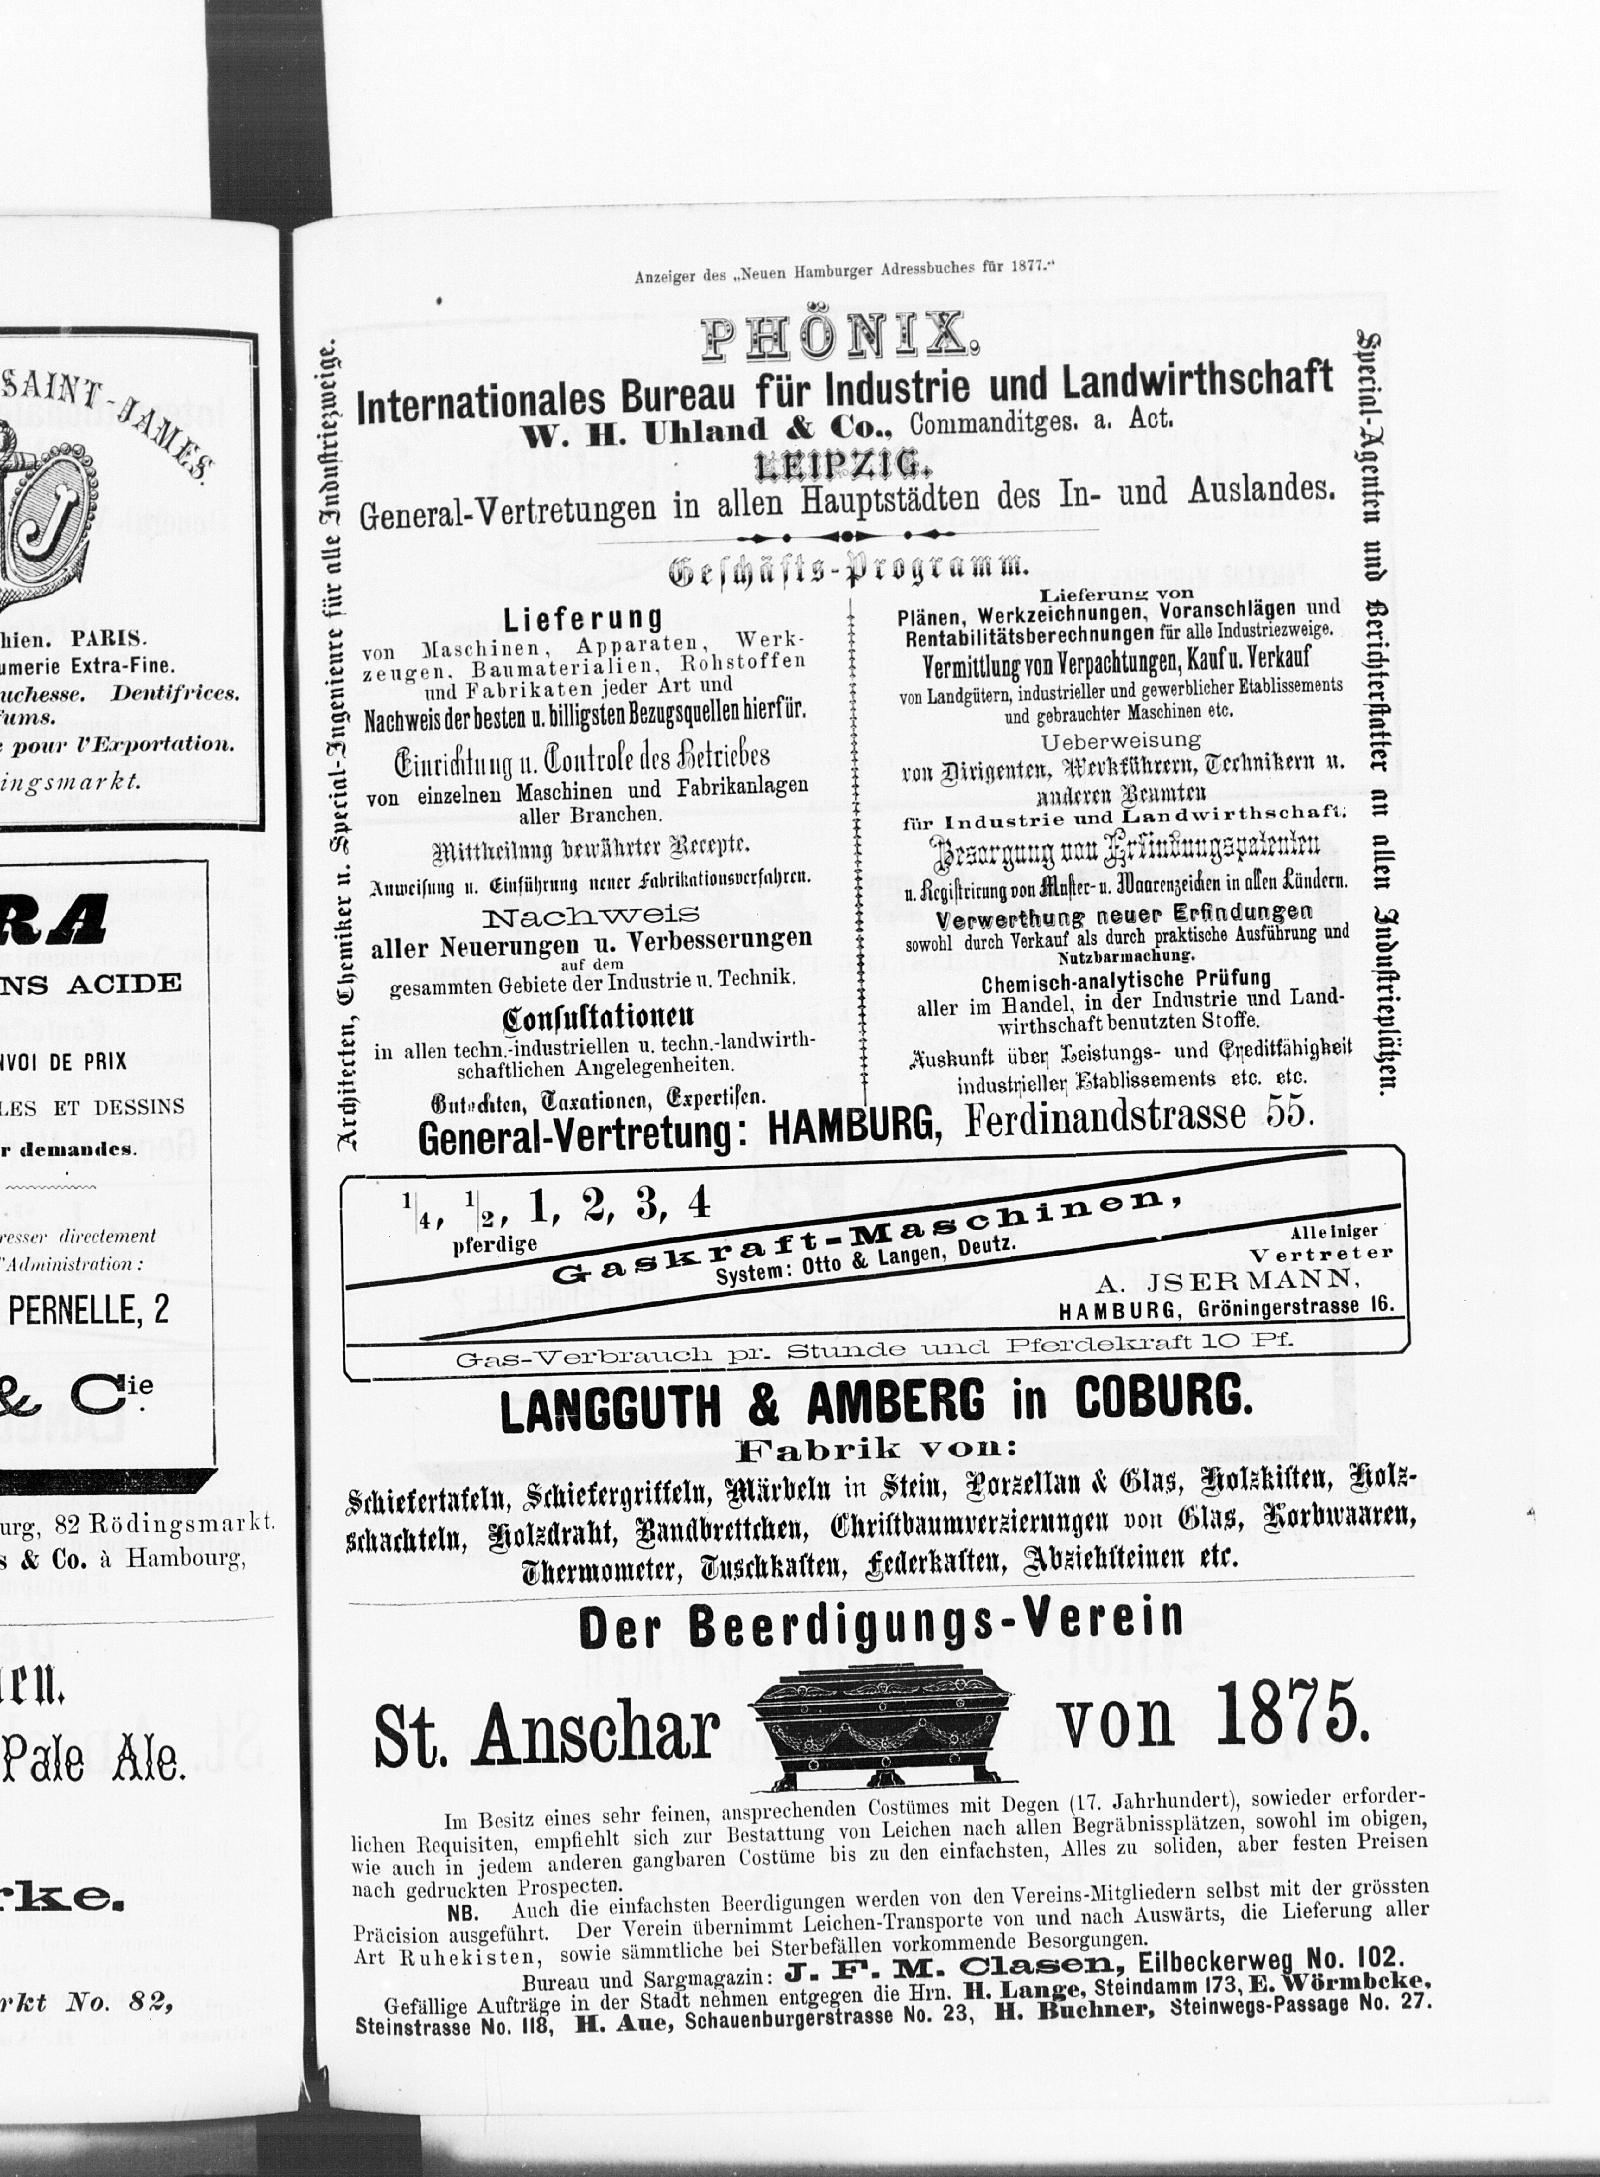 SAINT-JAMES.
J
PARIS.
Extra-Fine.
Dentifrices.
pour l'Exportation.
ACIDE
DE PRIX
ET DESSINS
demandes.
directement
PERNELLE, 2
& Cie.
82 Rödingsmarkt.
& Co. à Hambourg,
Pale Ale.
No. 82,
Anzeiger des „Neuen Hamburger Adressbuches für 1877.“
Architecten, Chemiker u. Special-Ingenieure für alle Industriezweige.
PHÖNIX.
Internationales Bureau für Industrie und Landwirthschaft
W. H. Uhland & Co., Commanditges. a. Act.
LEIPZIG.
General-Vertretungen in allen Hauptstädten des In- und Auslandes.
Geschäfts-Programm.
Lieferung
von Maschinen, Apparaten, Werk-
zeugen, Baumaterialien, Rohstoffen
und Fabrikaten jeder Art und
Nachweis der besten u. billigsten Bezugsquellen hierfür.
Einrichtung u. Controle des Betriebes
von einzelnen Maschinen und Fabrikanlagen
aller Branchen.
Mittheilung bewährter Recepte.
Anweisung u. Einführung neuer Fabrikationsverfahren.
Nachweis
aller Neuerungen u. Verbesserungen
auf dem
gesammten Gebiete der Industrie u. Technik.
Consultationen
in allen techn.-industriellen u. techn.-landwirth-
schaftlichen Angelegenheiten.
Gutachten, Taxationen, Expertisen.
Lieferung von
Plänen, Werkzeichnungen, Voranschlägen und
Rentabilitätsberechnungen für alle Industriezweige.
Vermittlung von Verpachtungen, Kauf u. Verkauf
von Landgütern, industrieller und gewerblicher Etablissements
und gebrauchter Maschinen etc.
Ueberweisung
von Dirigenten, Werkführern, Technikern u.
anderen Beamten
für Industrie und Landwirthschaft.
Besorgung von Erfindungspatenten
u. Registrirung von Muster- u. Waarenzeichen in allen Ländern.
Verwerthung neuer Erfindungen
sowohl durch Verkauf als durch praktische Ausführung und
Nutzbarmachung.
Chemisch-analytische Prüfung
aller im Handel, in der Industrie und Land-
wirthschaft benutzten Stoffe.
Auskunft über Leistungs- und Creditfähigkeit
industrieller Etablissements etc. etc.
Special-Agenten und Berichterstatter an allen Industrieplätzen.
General-Vertretung: HAMBURG, Ferdinandstrasse 55.
1/4, 1/2, 1, 2, 3, 4
pferdige
Gaskraft-Maschinen,
System: Otto & Langen, Deutz.
Alleiniger
Vertreter
A. JSERMANN,
HAMBURG, Gröningerstrasse 16.
Gas-Verbrauch pr. Stunde und Pferdekraft 10 Pf.
LANGGUTH & AMBERG in COBURG.
Fabrik von:
Schiefertafeln, Schiefergriffeln, Märbeln in Stein, Porzellan & Glas, Holzkisten, Holz-
schachteln, Holzdraht, Bandbrettchen, Christbaumverzierungen von Glas, Korbwaaren,
Thermometer, Tuschkasten, Federkasten, Abziehsteinen etc.
Der Beerdigungs-Verein
St. Anschar von 1875.
Im Besitz eines sehr feinen, ansprechenden Costümes mit Degen (17. Jahrhundert), sowieder erforder-
lichen Requisiten, empfiehlt sich zur Bestattung von Leichen nach allen Begräbnissplätzen, sowohl im obigen,
wie auch in jedem anderen gangbaren Costüme bis zu den einfachsten, Alles zu soliden, aber festen Preisen
nach gedruckten Prospecten.
NB. Auch die einfachsten Beerdigungen werden von den Vereins-Mitgliedern selbst mit der grössten
Präcision ausgeführt. Der Verein übernimmt Leichen-Transporte von und nach Auswärts, die Lieferung aller
Art Ruhekisten, sowie sämmtliche bei Sterbefällen vorkommende Besorgungen.
Bureau und Sargmagazin: J. F. M. Clasen, Eilbeckerweg No. 102.
Gefällige Aufträge in der Stadt nehmen entgegen die Hrn. H. Lange, Steindamm 173, E. Wörmbcke,
Steinstrasse No. 118, H. Aue, Schauenburgerstrasse No. 23, H. Buchner, Steinwegs-Passage No. 27.